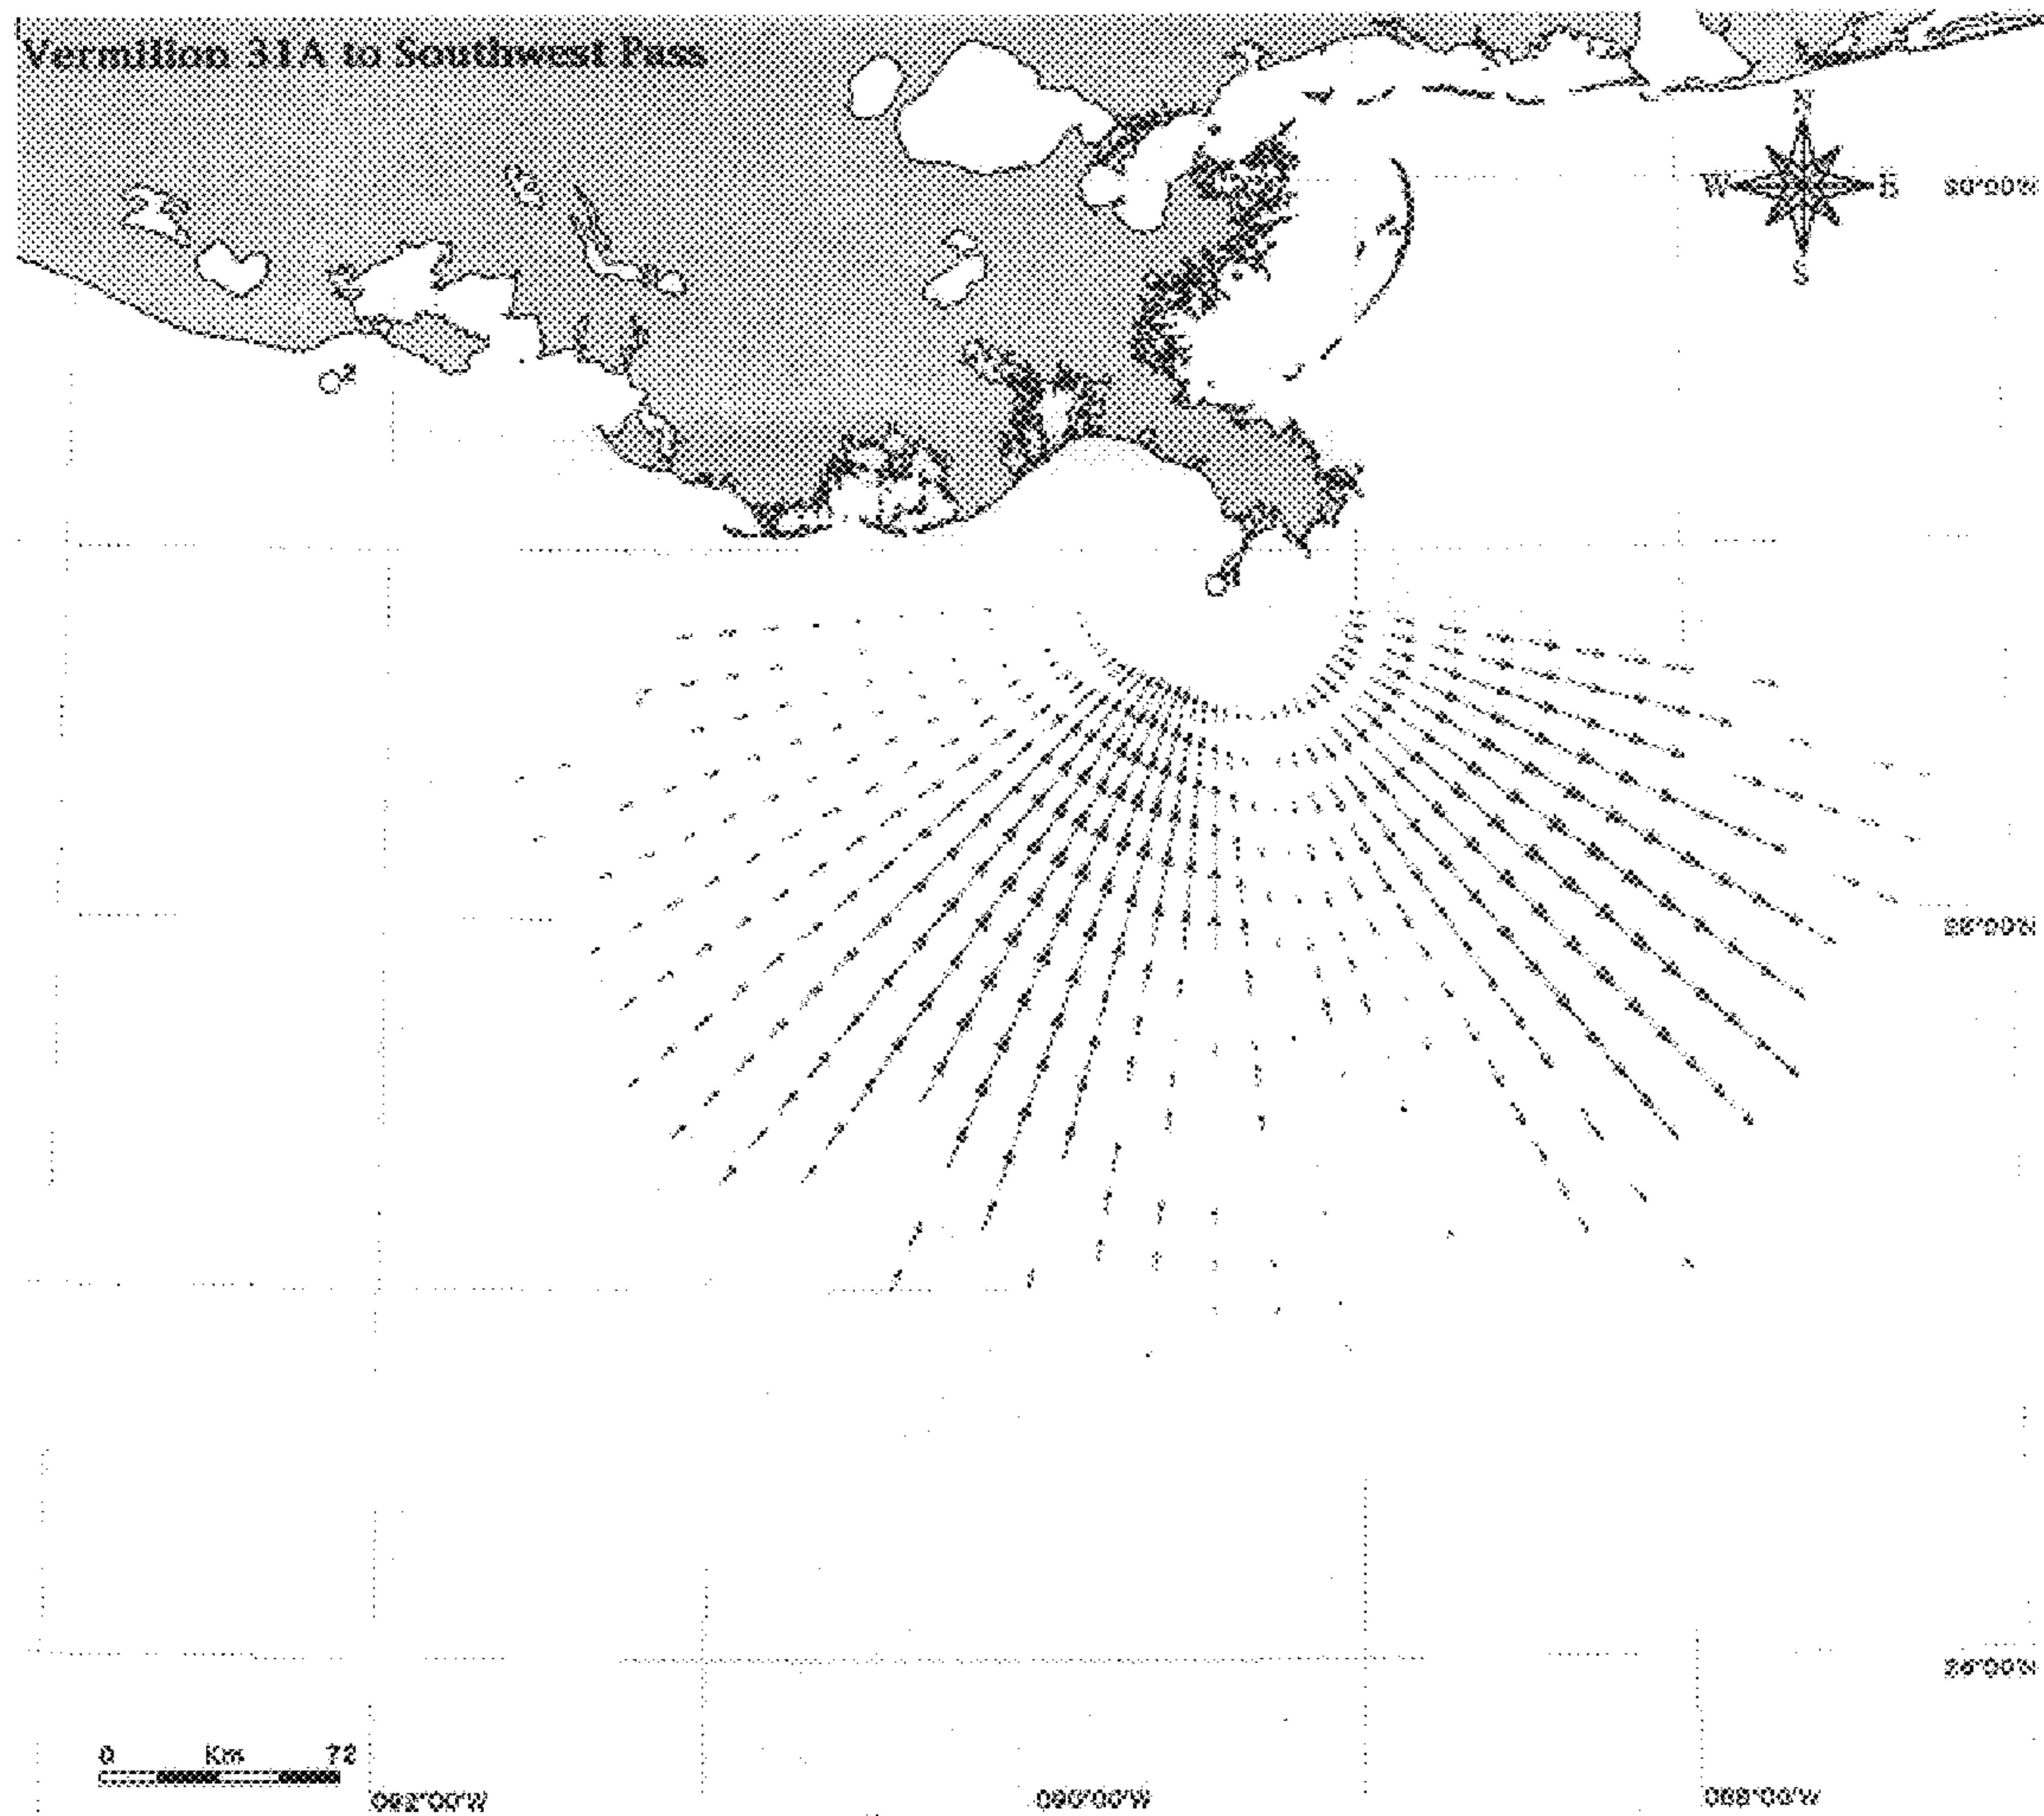 Vermilion 31A to Southwest Pass
N
W E
S
30°00'N
28°00'N
26°00'N
0 Km 72
092°00'W
090°00'W
088°00'W